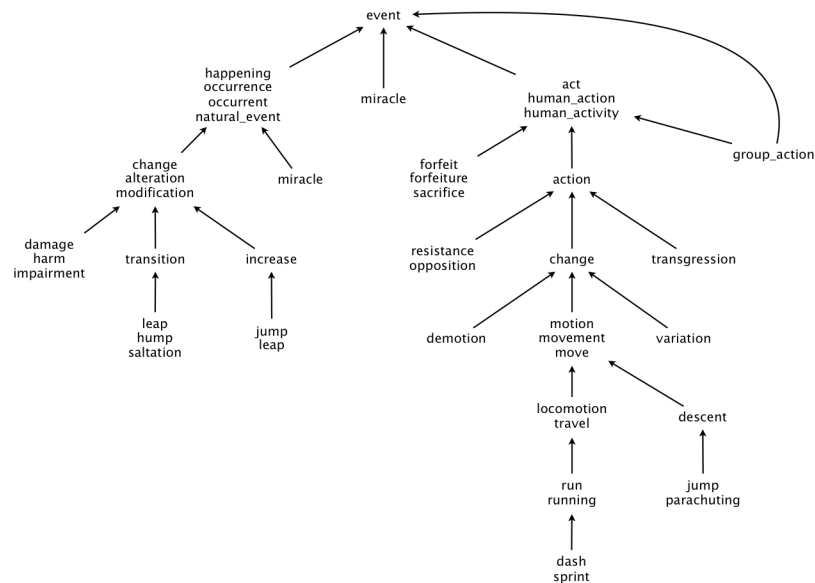 event
happening
occurrence
occurrent
natural_event
miracle
act
human_action
human_activity
group_action
change
alteration
modification
miracle
forfeit
forfeiture
sacrifice
action
damage
harm
impairment
transition
increase
resistance
opposition
change
transgression
leap
hump
saltation
jump
leap
demotion
motion
movement
move
variation
locomotion
travel
descent
run
running
jump
parachuting
dash
sprint